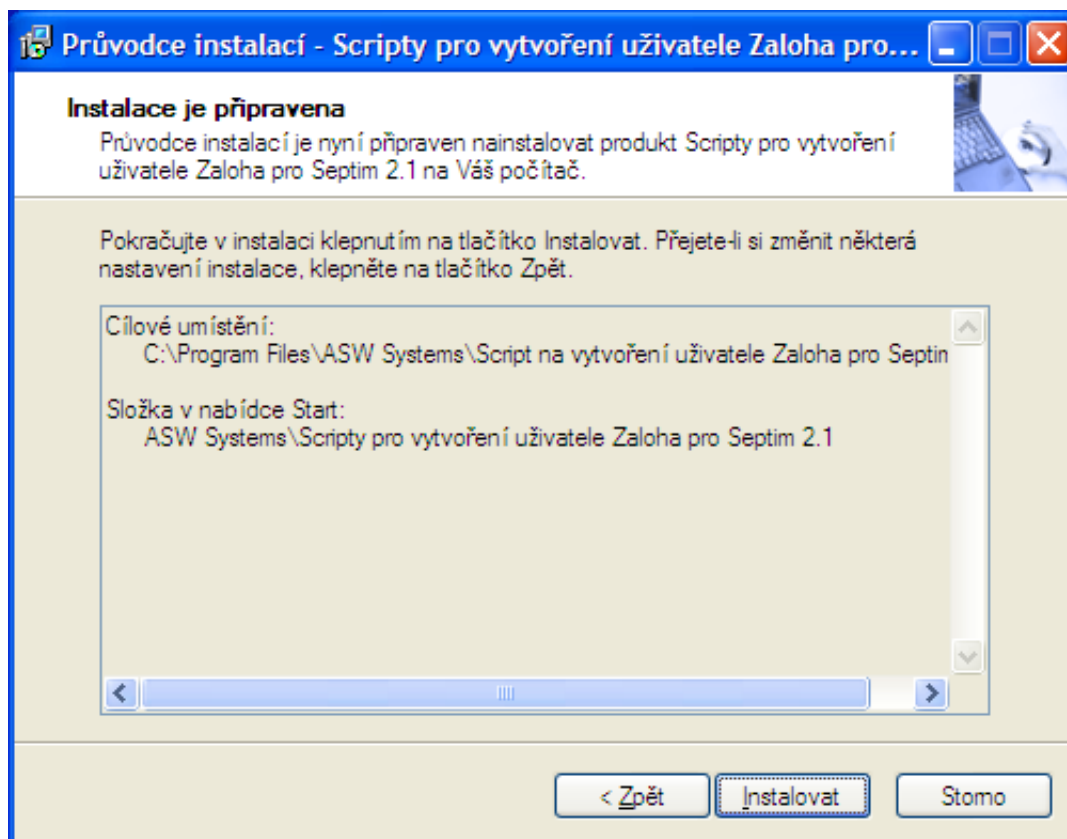 Průvodce instalací - Scripty pro vytvoření uživatele Zaloha pro...
Instalace je připravena
Průvodce instalací je nyní připraven nainstalovat produkt Scripty pro vytvoření
uživatele Zaloha pro Septim 2.1 na Váš počítač.
Pokračujte v instalaci klepnutím na tlačítko Instalovat. Přejete-li si změnit některá
nastavení instalace, klepněte na tlačítko Zpět.
Cílové umístění:
C:\Program Files\ASW Systems\Script na vytvoření uživatele Zaloha pro Septim
Složka v nabídce Start:
ASW Systems\Scripty pro vytvoření uživatele Zaloha pro Septim 2.1
< Zpět
Instalovat
Storno